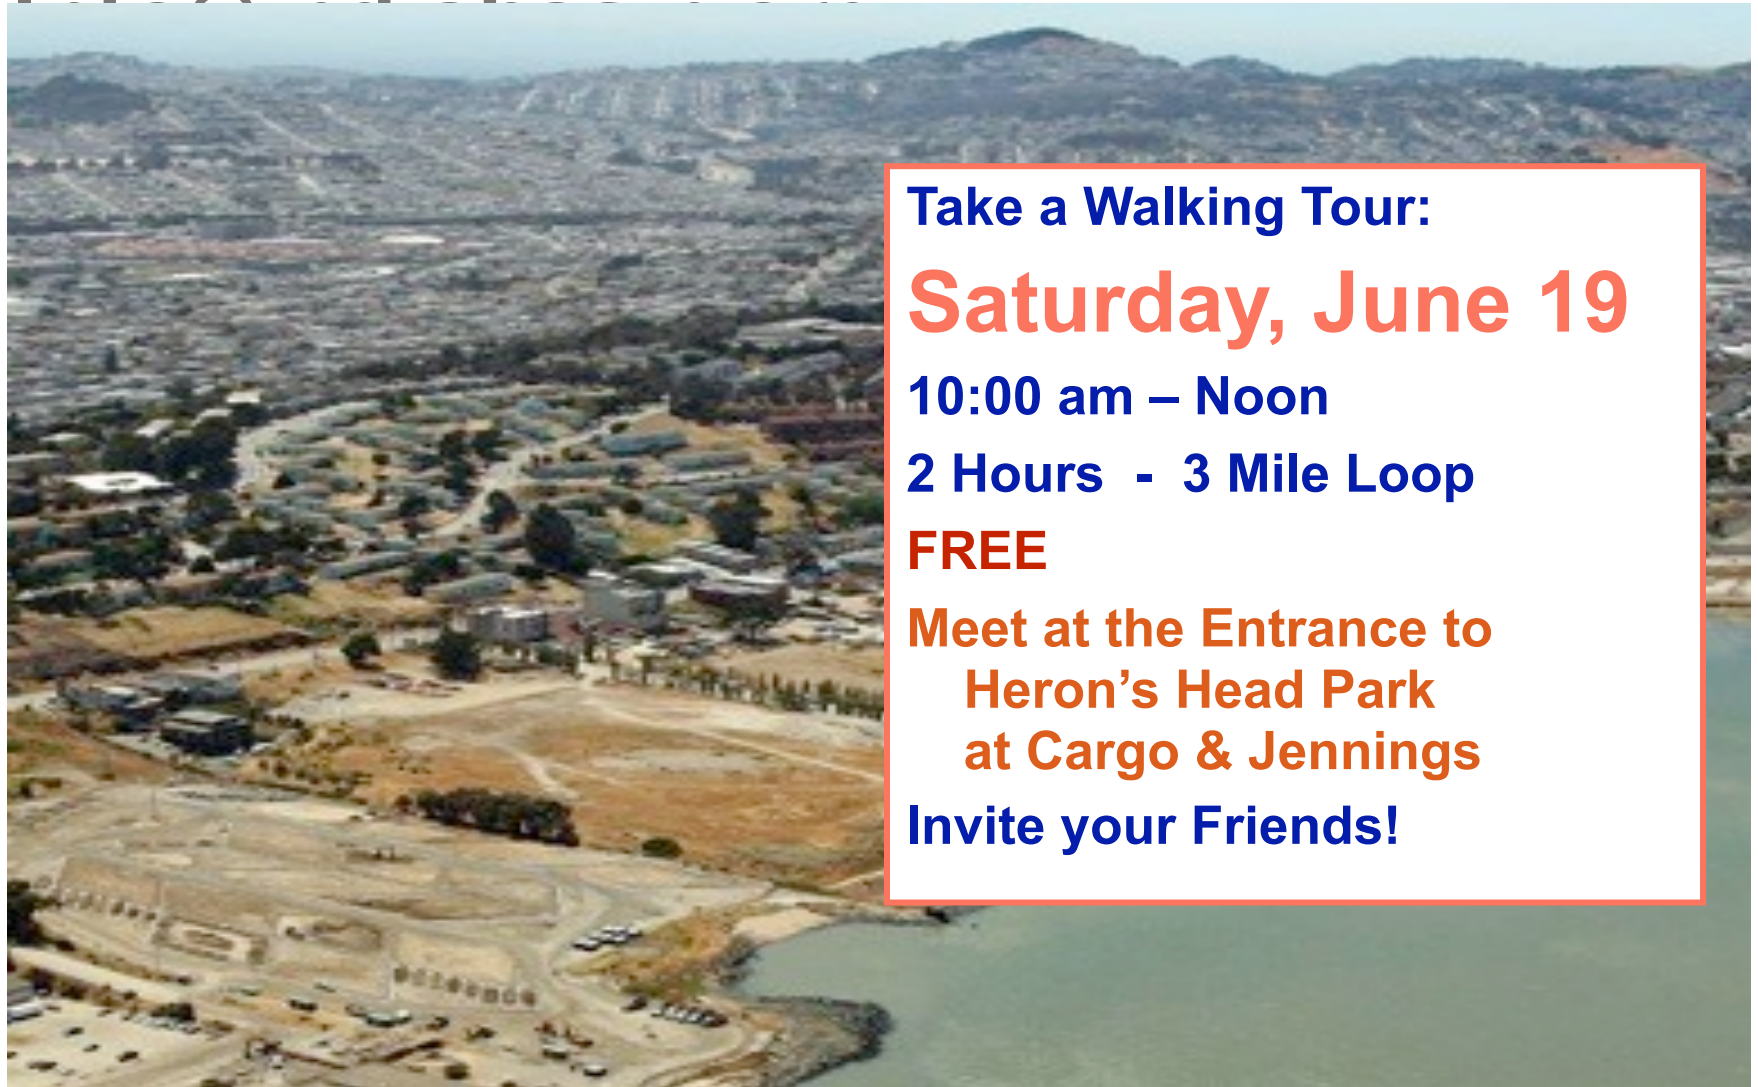 Take a Walking Tour:
Saturday, June 19
10:00 am – Noon
2 Hours - 3 Mile Loop
FREE
Meet at the Entrance to
Heron’s Head Park
at Cargo & Jennings
Invite your Friends!